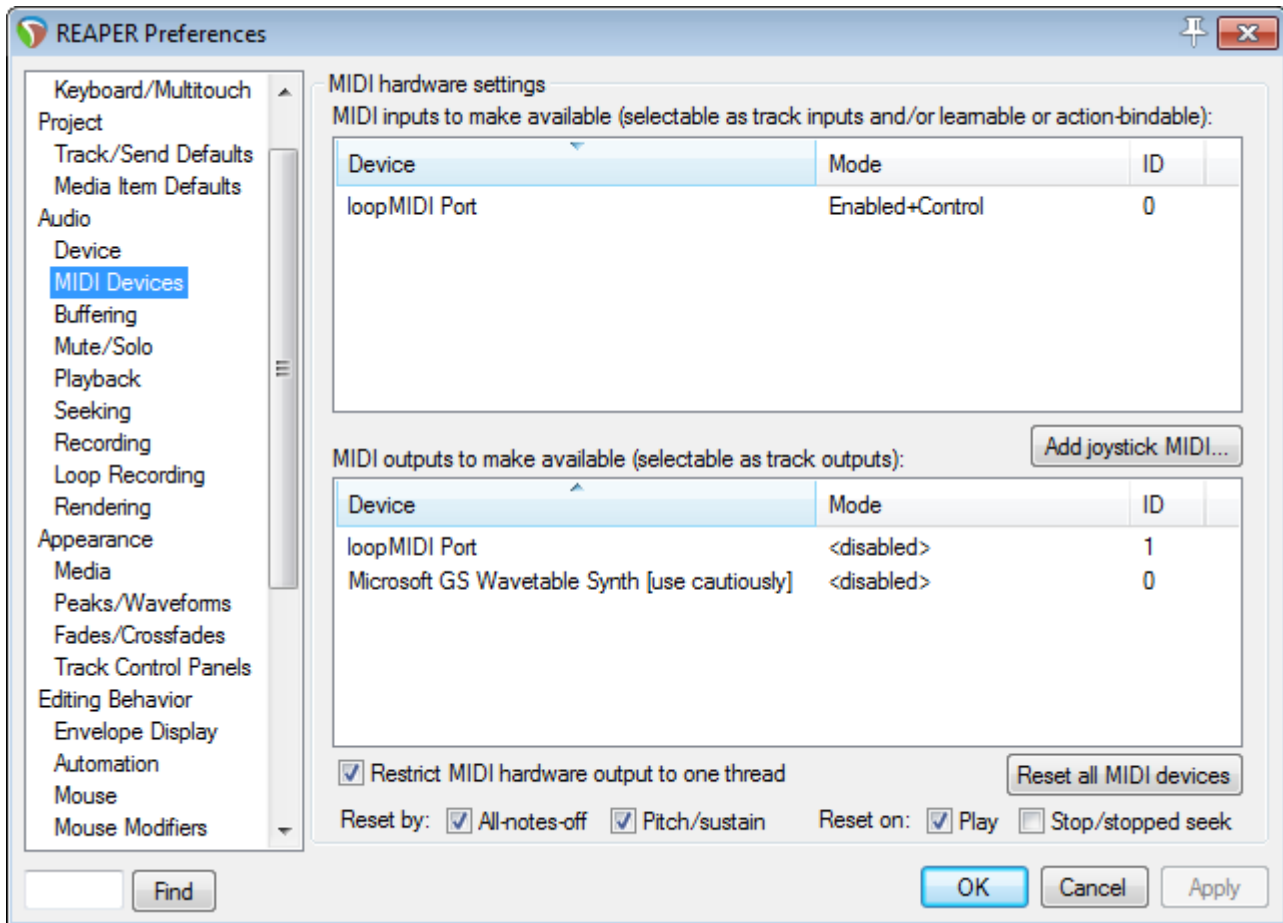 REAPER Preferences
Keyboard/Multitouch
Project
Track/Send Defaults
Media Item Defaults
Audio
Device
MIDI Devices
Buffering
Mute/Solo
Playback
Seeking
Recording
Loop Recording
Rendering
Appearance
Media
Peaks/Waveforms
Fades/Crossfades
Track Control Panels
Editing Behavior
Envelope Display
Automation
Mouse
Mouse Modifiers
Find
MIDI hardware settings
MIDI inputs to make available (selectable as track inputs and/or learnable or action-bindable):
Device Mode ID
loopMIDI Port Enabled+Control 0
Add joystick MIDI...
MIDI outputs to make available (selectable as track outputs):
Device Mode ID
loopMIDI Port <disabled> 1
Microsoft GS Wavetable Synth [use cautiously] <disabled> 0
Restrict MIDI hardware output to one thread
Reset all MIDI devices
Reset by: All-notes-off Pitch/sustain Reset on: Play Stop/stopped seek
OK Cancel Apply